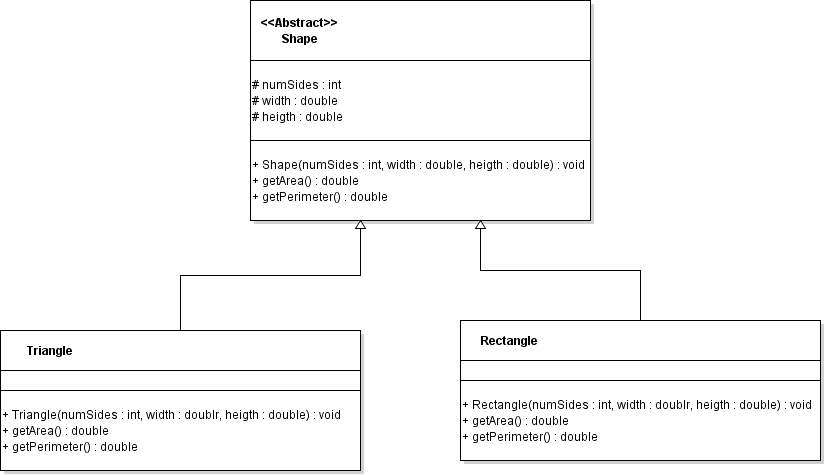 <<Abstract>>
Shape
# numSides : int
# width : double
# heigth : double
+ Shape(numSides : int, width : double, heigth : double) : void
+ getArea() : double
+ getPerimeter() : double
Triangle
+ Triangle(numSides : int, width : doublr, heigth : double) : void
+ getArea() : double
+ getPerimeter() : double
Rectangle
+ Rectangle(numSides : int, width : doublr, heigth : double) : void
+ getArea() : double
+ getPerimeter() : double